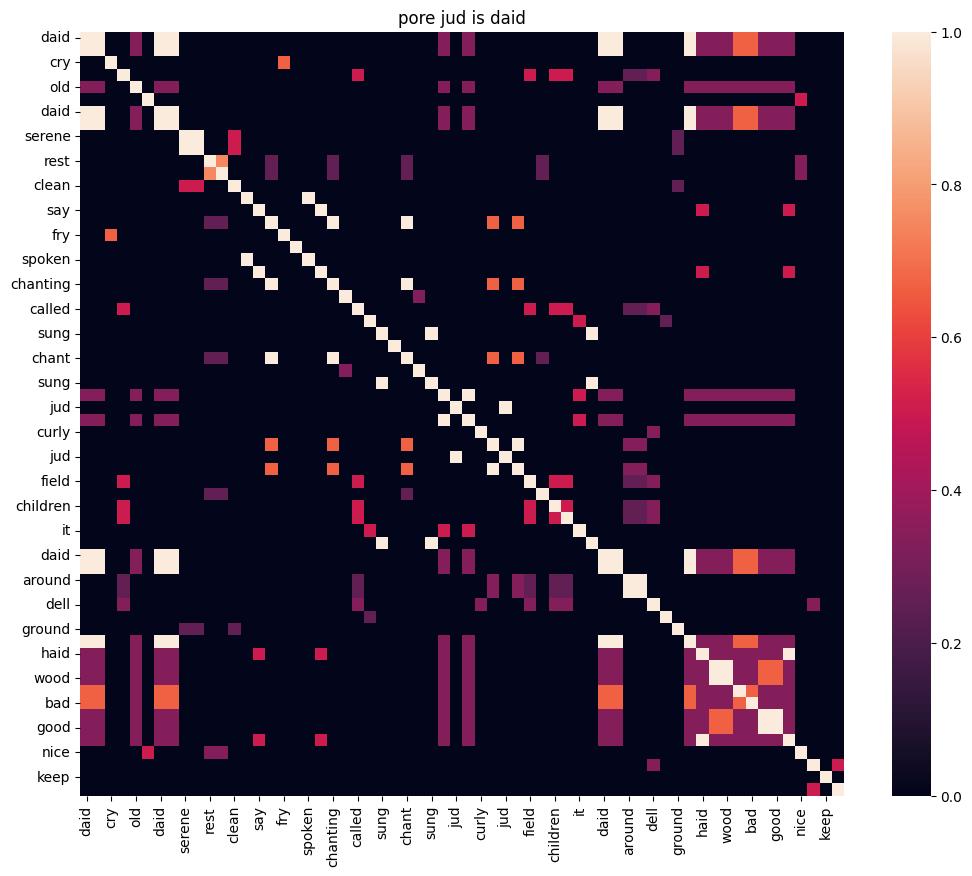 pore jud is daid
daid
cry
old
daid
serene
rest
clean
say
fry
spoken
chanting
called
sung
chant
sung
jud
curly
jud
field
children
it
daid
around
dell
ground
haid
wood
bad
good
nice
keep
1.0
0.8
0.6
0.4
0.2
0.0
daid cry old daid serene rest clean say fry spoken chanting called sung chant sung jud curly jud field children it daid around dell ground haid wood bad good nice keep